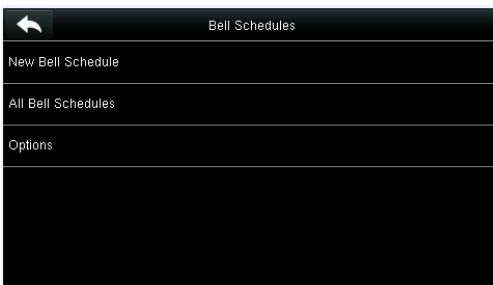 Bell Schedules
New Bell Schedule
All Bell Schedules
Options